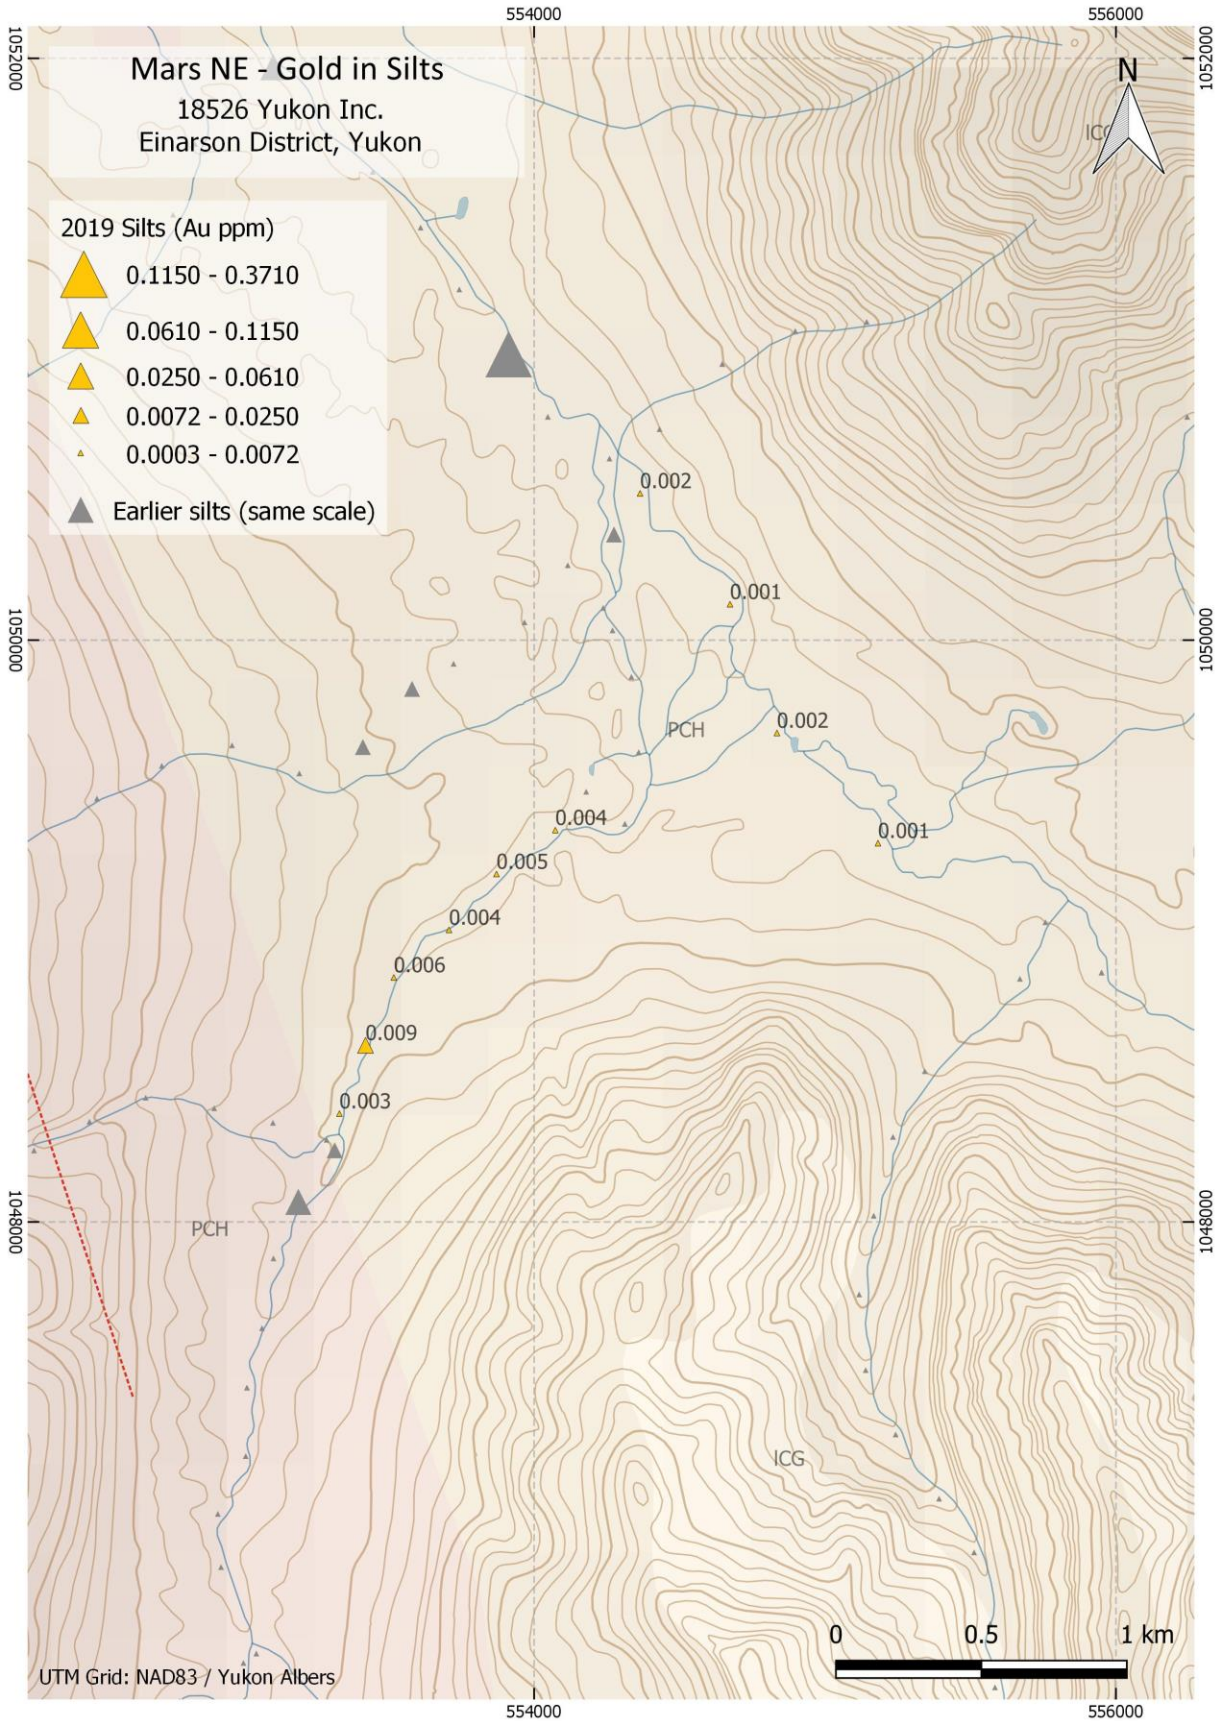 554000
556000
1052000
1052000
Mars NE - Gold in Silts
18526 Yukon Inc.
Einarson District, Yukon
N
2019 Silts (Au ppm)
0.1150 - 0.3710
0.0610 - 0.1150
0.0250 - 0.0610
0.0072 - 0.0250
0.0003 - 0.0072
Earlier silts (same scale)
0.002
0.001
1050000
1050000
0.002
PCH
0.004
0.001
0.005
0.004
0.006
0.009
0.003
1048000
1048000
PCH
ICG
0 0.5 1 km
UTM Grid: NAD83 / Yukon Albers
554000
556000